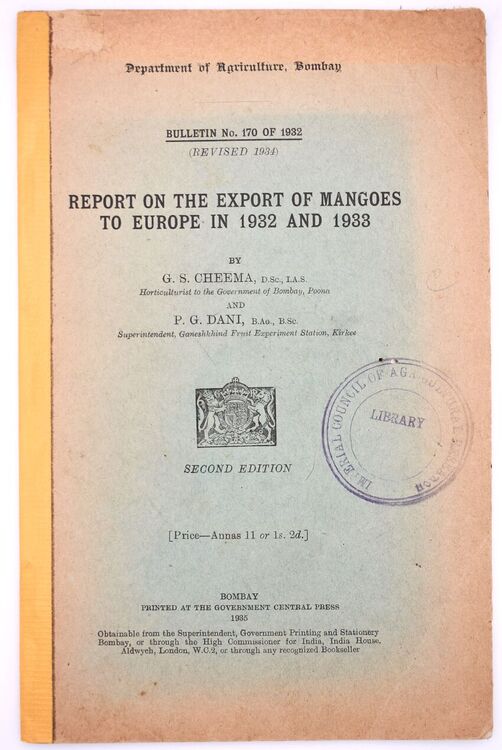 Department of Agriculture, Bombay
BULLETIN No. 170 OF 1932
(REVISED 1934)
REPORT ON THE EXPORT OF MANGOES
TO EUROPE IN 1932 AND 1933
BY
G. S. CHEEMA, D.Sc., I.A.S.
Horticulturist to the Government of Bombay, Poona
AND
P. G. DANI, B.Ag., B.Sc.
Superintendent, Ganeshkhind Fruit Experiment Station, Kirkee
IMPERIAL COUNCIL OF
LIBRARY
SECOND EDITION
[Price—Annas 11 or 1s. 2d.]
BOMBAY
PRINTED AT THE GOVERNMENT CENTRAL PRESS
1935
Obtainable from the Superintendent, Government Printing and Stationery
Bombay, or through the High Commissioner for India, India House,
Aldwych, London, W.C.2, or through any recognized Bookseller